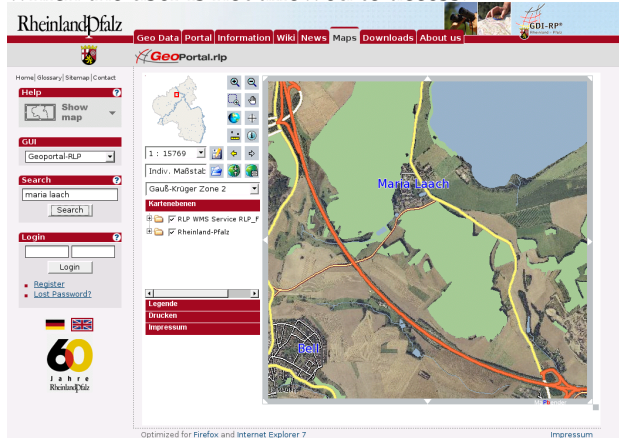 RheinlandPfalz
GDI-RP®
Rheinland-Pfalz
Geo Data Portal Information Wiki News Maps Downloads About us
GeoPortal.rlp
Home| Glossary| Sitemap| Contact
Help ?
Show map
GUI
Geoportal-RLP
Search ?
maria laach
Search
Login ?
Login
Register
Lost Password?
60
Jahre
RheinlandPfalz
1 : 15769
Indiv. Maßstab
Gauß-Krüger Zone 2
Kartenebenen
RLP WMS Service RLP_F
Rheinland-Pfalz
Legende
Drucken
Impressum
Maria Laach
Bell
Optimized for Firefox and Internet Explorer 7
Impressum